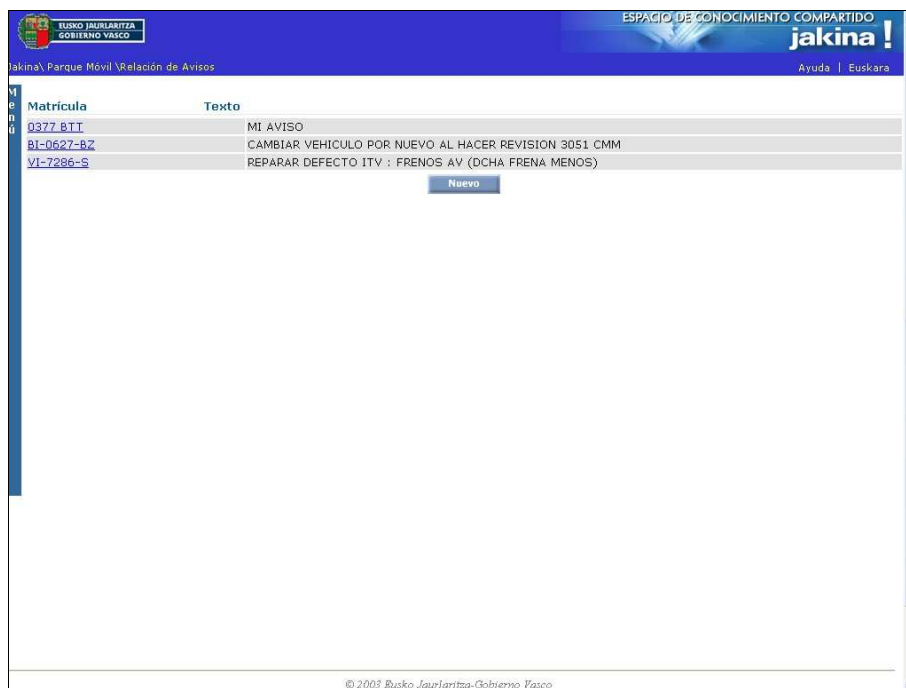 EUSKO JAURLARITZA
GOBIERNO VASCO
ESPACIO DE CONOCIMIENTO COMPARTIDO
jakina!
Jakina\ Parque Móvil \Relación de Avisos
Ayuda | Euskara
Menú
Matrícula Texto
0377 BTT MI AVISO
BI-0627-BZ CAMBIAR VEHICULO POR NUEVO AL HACER REVISION 3051 CMM
VI-7286-S REPARAR DEFECTO ITV : FRENOS AV (DCHA FRENA MENOS)
Nuevo
© 2003 Eusko Jaurlaritza-Gobierno Vasco